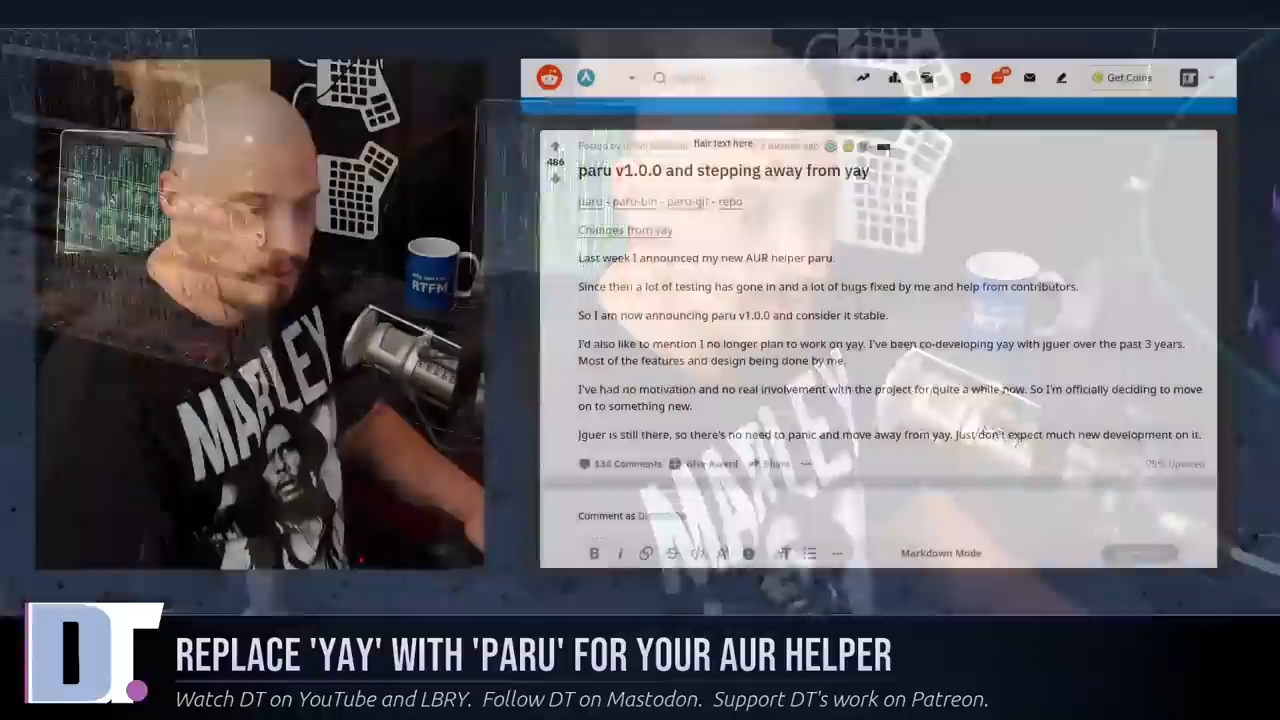 Get Coins
486
Posted by
flair text here
paru v1.0.0 and stepping away from yay
paru - paru-bin - paru-git - repo
Changes from yay
Last week I announced my new AUR helper paru.
Since then a lot of testing has gone in and a lot of bugs fixed by me and help from contributors.
So I am now announcing paru v1.0.0 and consider it stable.
I'd also like to mention I no longer plan to work on yay. I've been co-developing yay with jguer over the past 3 years.
Most of the features and design being done by me.
I've had no motivation and no real involvement with the project for quite a while now. So I'm officially deciding to move
on to something new.
Jguer is still there, so there's no need to panic and move away from yay. Just don't expect much new development on it.
134 Comments Give Award Share
Upvoted
Comment as
Markdown Mode
RTFM
MARLEY
MARLEY
DT.
REPLACE 'YAY' WITH 'PARU' FOR YOUR AUR HELPER
Watch DT on YouTube and LBRY. Follow DT on Mastodon. Support DT's work on Patreon.